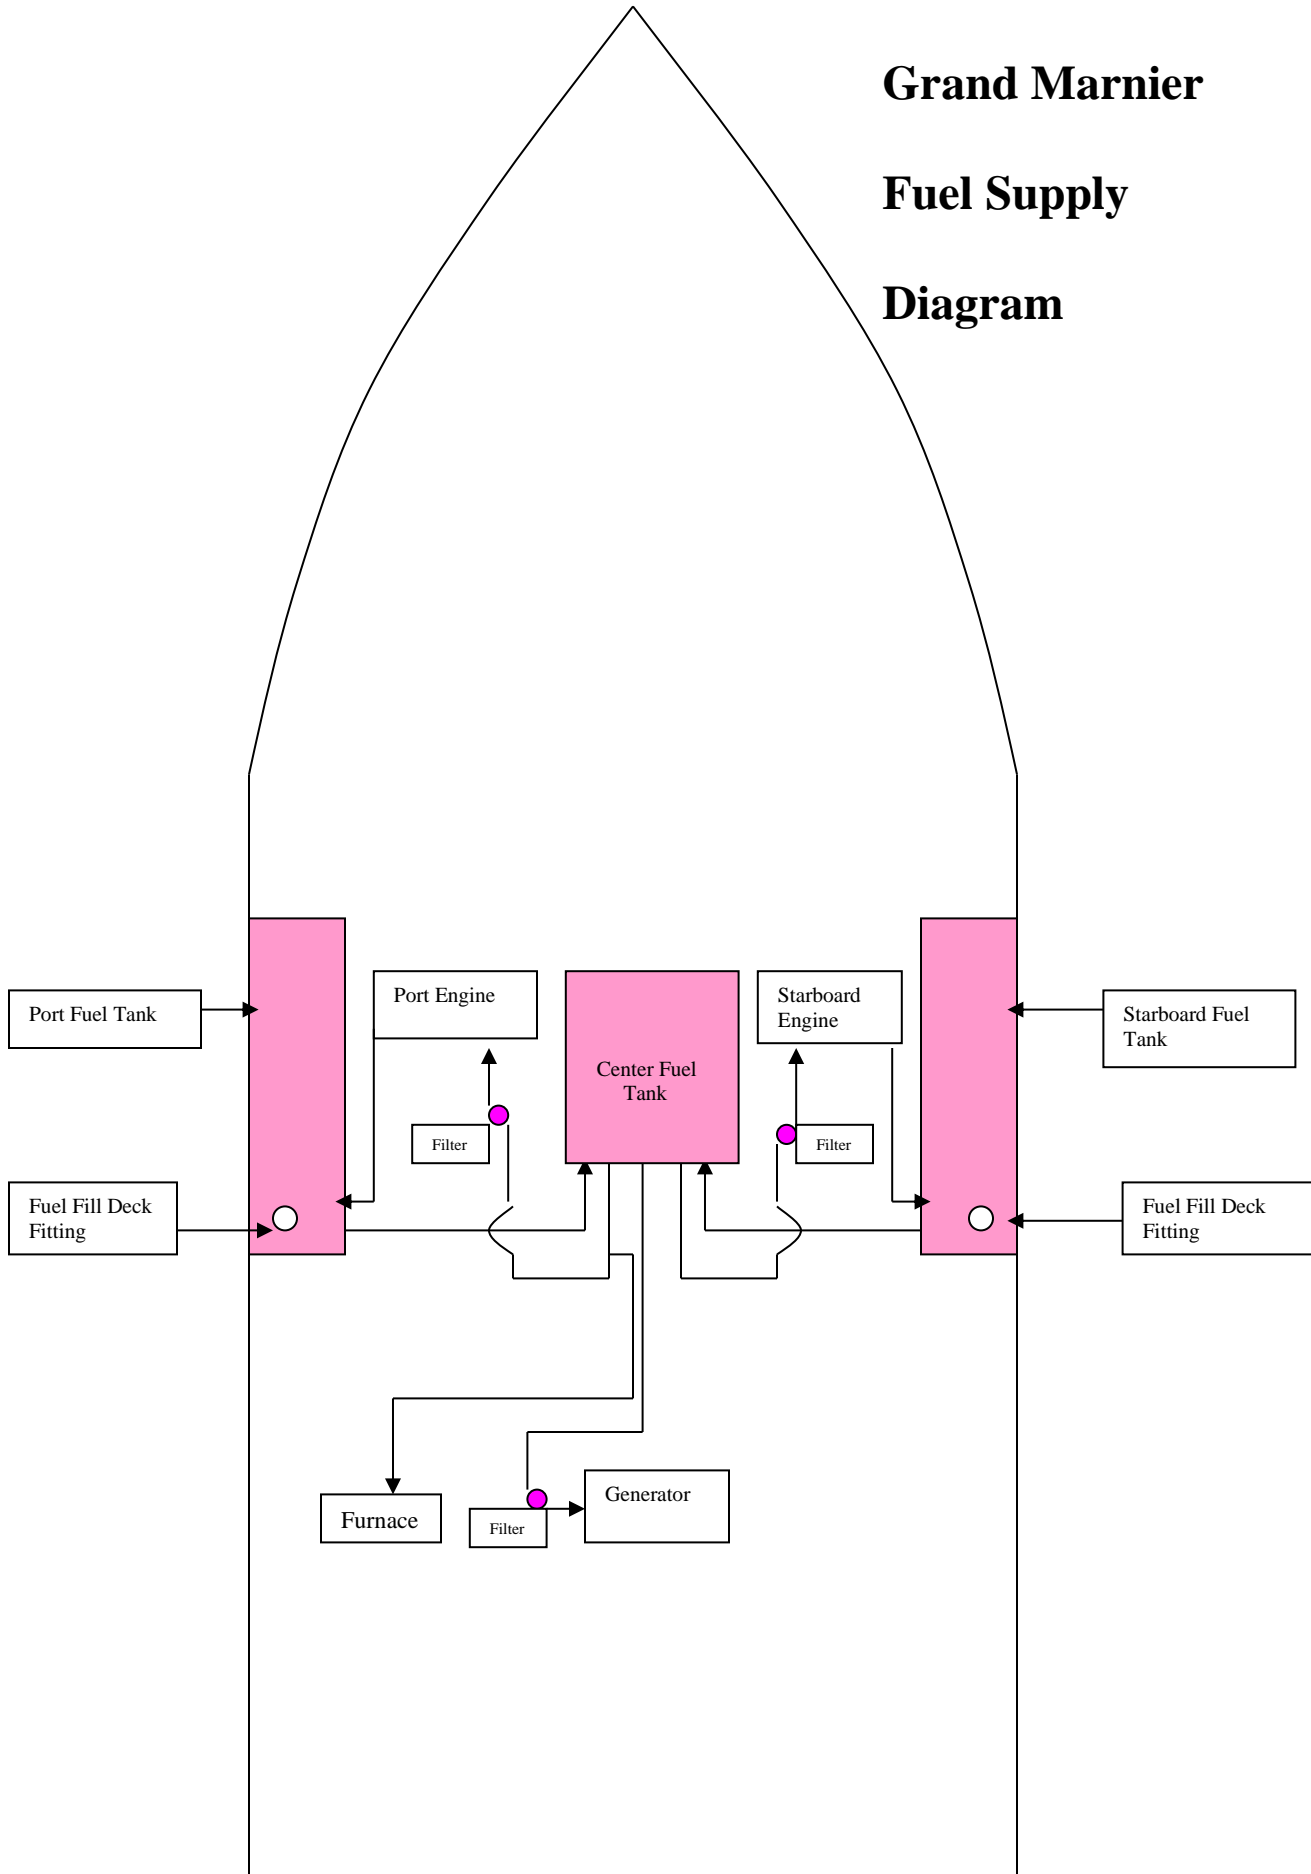 Grand Marnier
Fuel Supply
Diagram
Port Fuel Tank
Port Engine
Center Fuel
Tank
Starboard
Engine
Starboard Fuel
Tank
Filter
Filter
Fuel Fill Deck
Fitting
Fuel Fill Deck
Fitting
Furnace
Filter
Generator